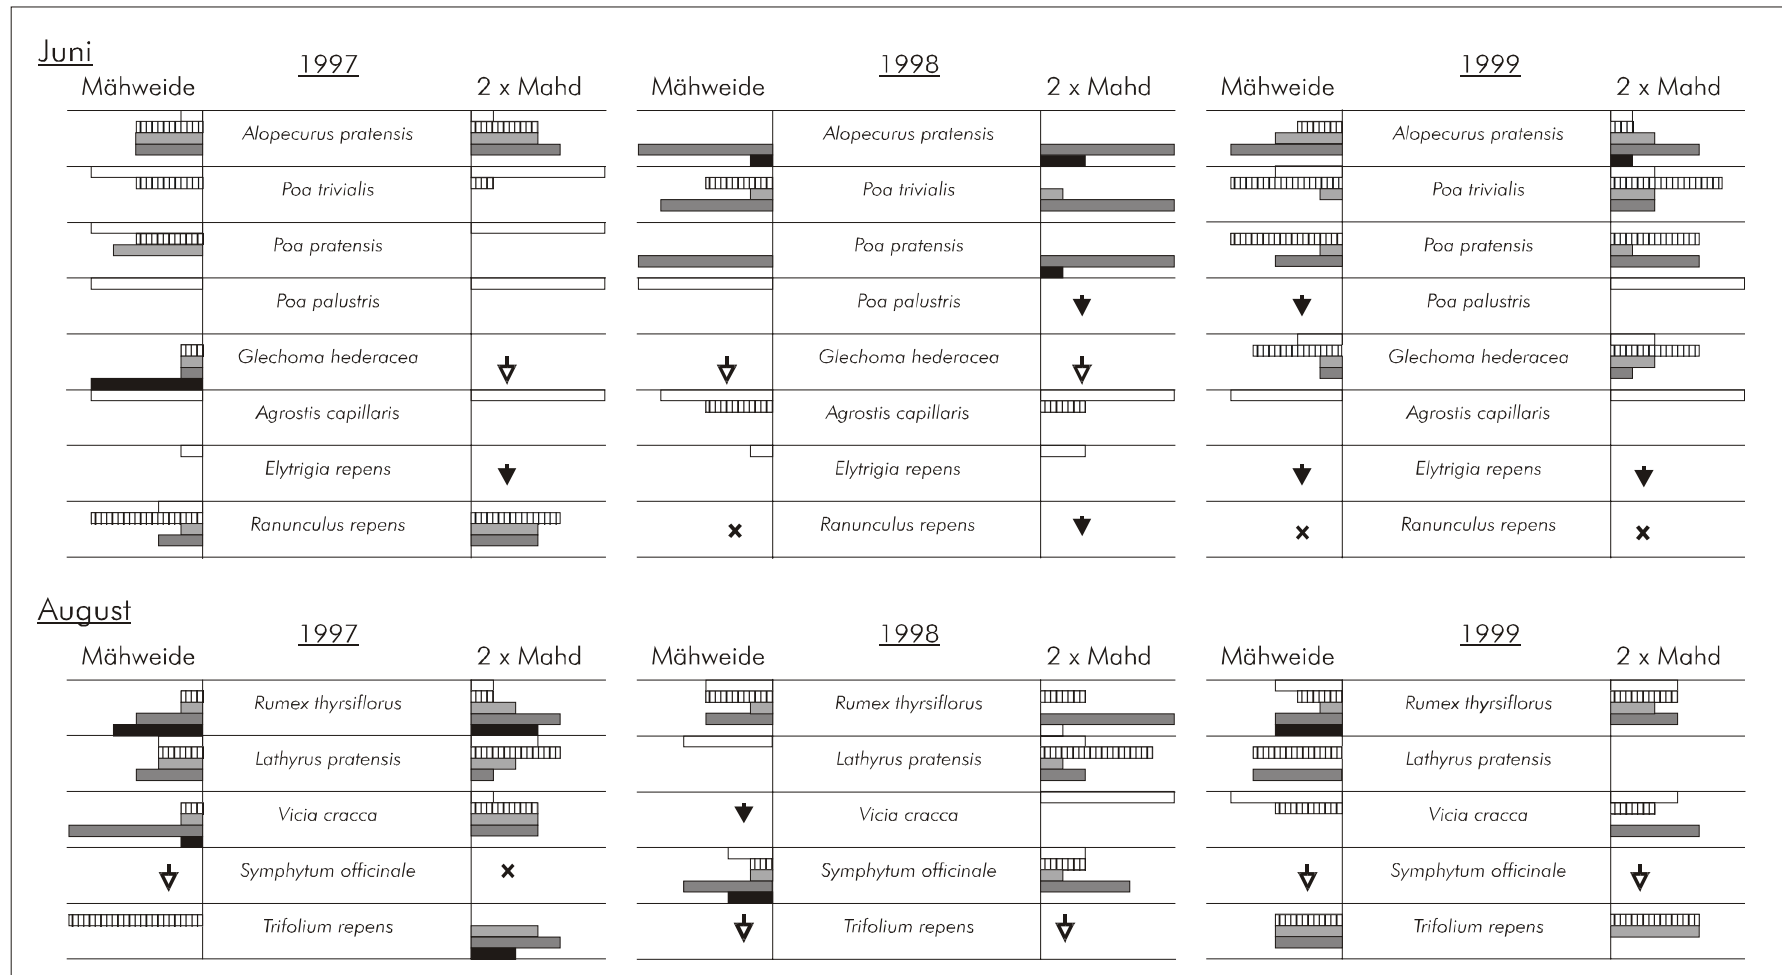 Juni
1997 1998 1999
Mähweide 2 x Mahd Mähweide 2 x Mahd Mähweide 2 x Mahd
Alopecurus pratensis Alopecurus pratensis Alopecurus pratensis
Poa trivialis Poa trivialis Poa trivialis
Poa pratensis Poa pratensis Poa pratensis
Poa palustris Poa palustris Poa palustris
Glechoma hederacea Glechoma hederacea Glechoma hederacea
Agrostis capillaris Agrostis capillaris Agrostis capillaris
Elytrigia repens Elytrigia repens Elytrigia repens
Ranunculus repens Ranunculus repens Ranunculus repens
August
1997 1998 1999
Mähweide 2 x Mahd Mähweide 2 x Mahd Mähweide 2 x Mahd
Rumex thyrsiflorus Rumex thyrsiflorus Rumex thyrsiflorus
Lathyrus pratensis Lathyrus pratensis Lathyrus pratensis
Vicia cracca Vicia cracca Vicia cracca
Symphytum officinale Symphytum officinale Symphytum officinale
Trifolium repens Trifolium repens Trifolium repens